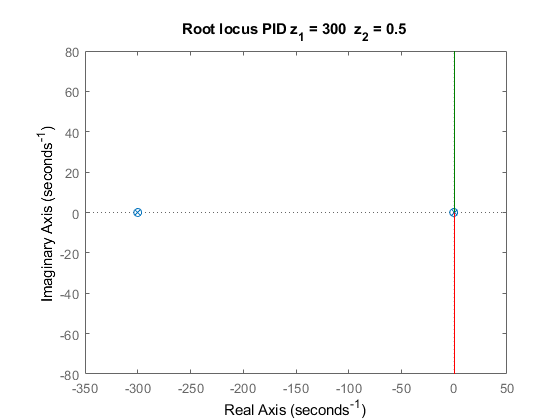 Root locus PID z1 = 300 z2 = 0.5
80
60
40
20
0
-20
-40
-60
-80
Imaginary Axis (seconds-1)
-350 -300 -250 -200 -150 -100 -50 0 50
Real Axis (seconds-1)